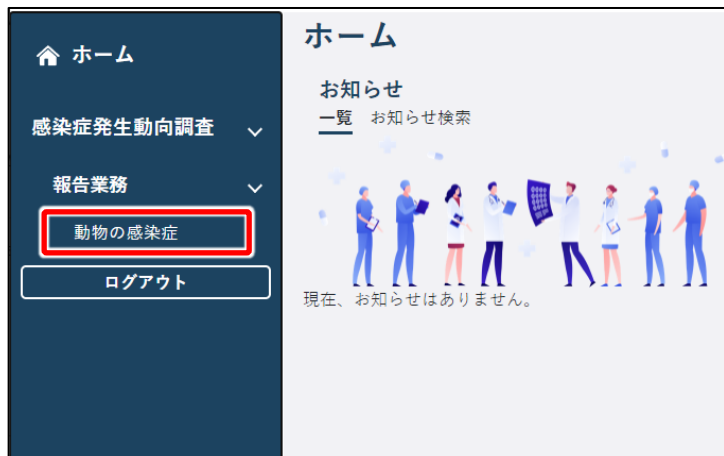 ホーム
感染症発生動向調査
報告業務
動物の感染症
ログアウト
ホーム
お知らせ
一覧 お知らせ検索
現在、お知らせはありません。